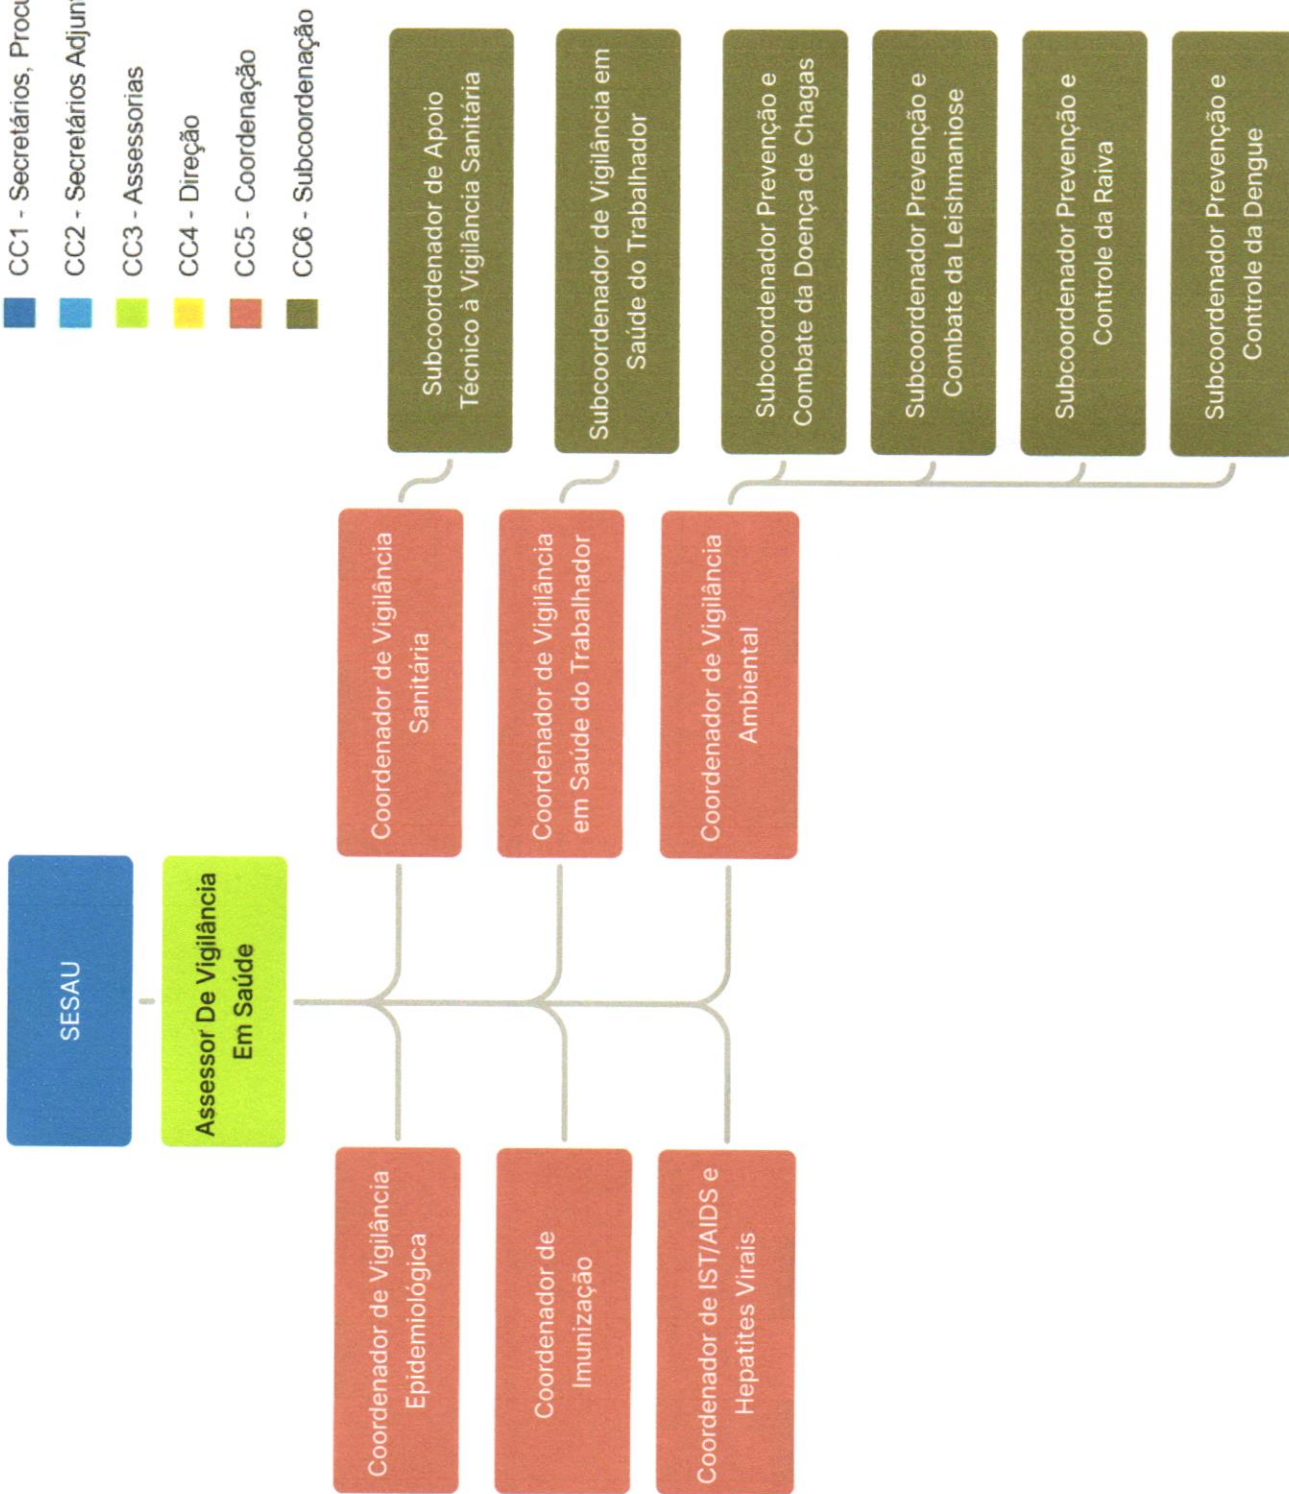 CC1 - Secretários,
CC2 - Secretários
CC3 - Assessorias
CC4 - Direção
CC5 - Coordenação
CC6 - Subcoordenação
SESAU
Assessor De Vigilância
Em Saúde
Coordenador de Vigilância
Epidemiológica
Coordenador de
Imunização
Coordenador de IST/AIDS e
Hepatites Virais
Coordenador de Vigilância
Sanitária
Coordenador de Vigilância
em Saúde do Trabalhador
Coordenador de Vigilância
Ambiental
Subcoordenador de Apoio
Técnico à Vigilância Sanitária
Subcoordenador de Vigilância em
Saúde do Trabalhador
Subcoordenador Prevenção e
Combate da Doença de Chagas
Subcoordenador Prevenção e
Combate da Leishmaniose
Subcoordenador Prevenção e
Controle da Raiva
Subcoordenador Prevenção e
Controle da Dengue